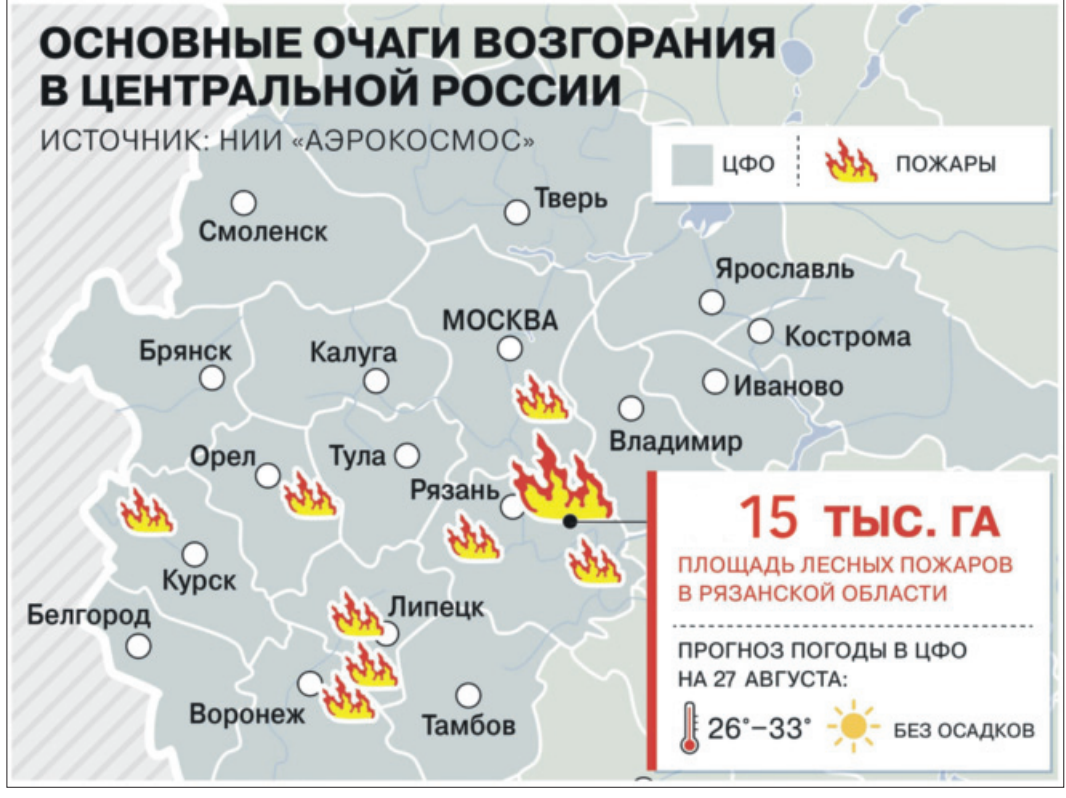 ОСНОВНЫЕ ОЧАГИ ВОЗГОРАНИЯ
В ЦЕНТРАЛЬНОЙ РОССИИ
ИСТОЧНИК: НИИ «АЭРОКОСМОС»
ЦФО
ПОЖАРЫ
Тверь
Смоленск
Ярославль
МОСКВА
Кострома
Брянск
Калуга
Иваново
Владимир
Орел
Тула
Рязань
Курск
Липецк
Белгород
Воронеж
Тамбов
15 ТЫС. ГА
ПЛОЩАДЬ ЛЕСНЫХ ПОЖАРОВ
В РЯЗАНСКОЙ ОБЛАСТИ
ПРОГНОЗ ПОГОДЫ В ЦФО
НА 27 АВГУСТА:
26°–33°
БЕЗ ОСАДКОВ